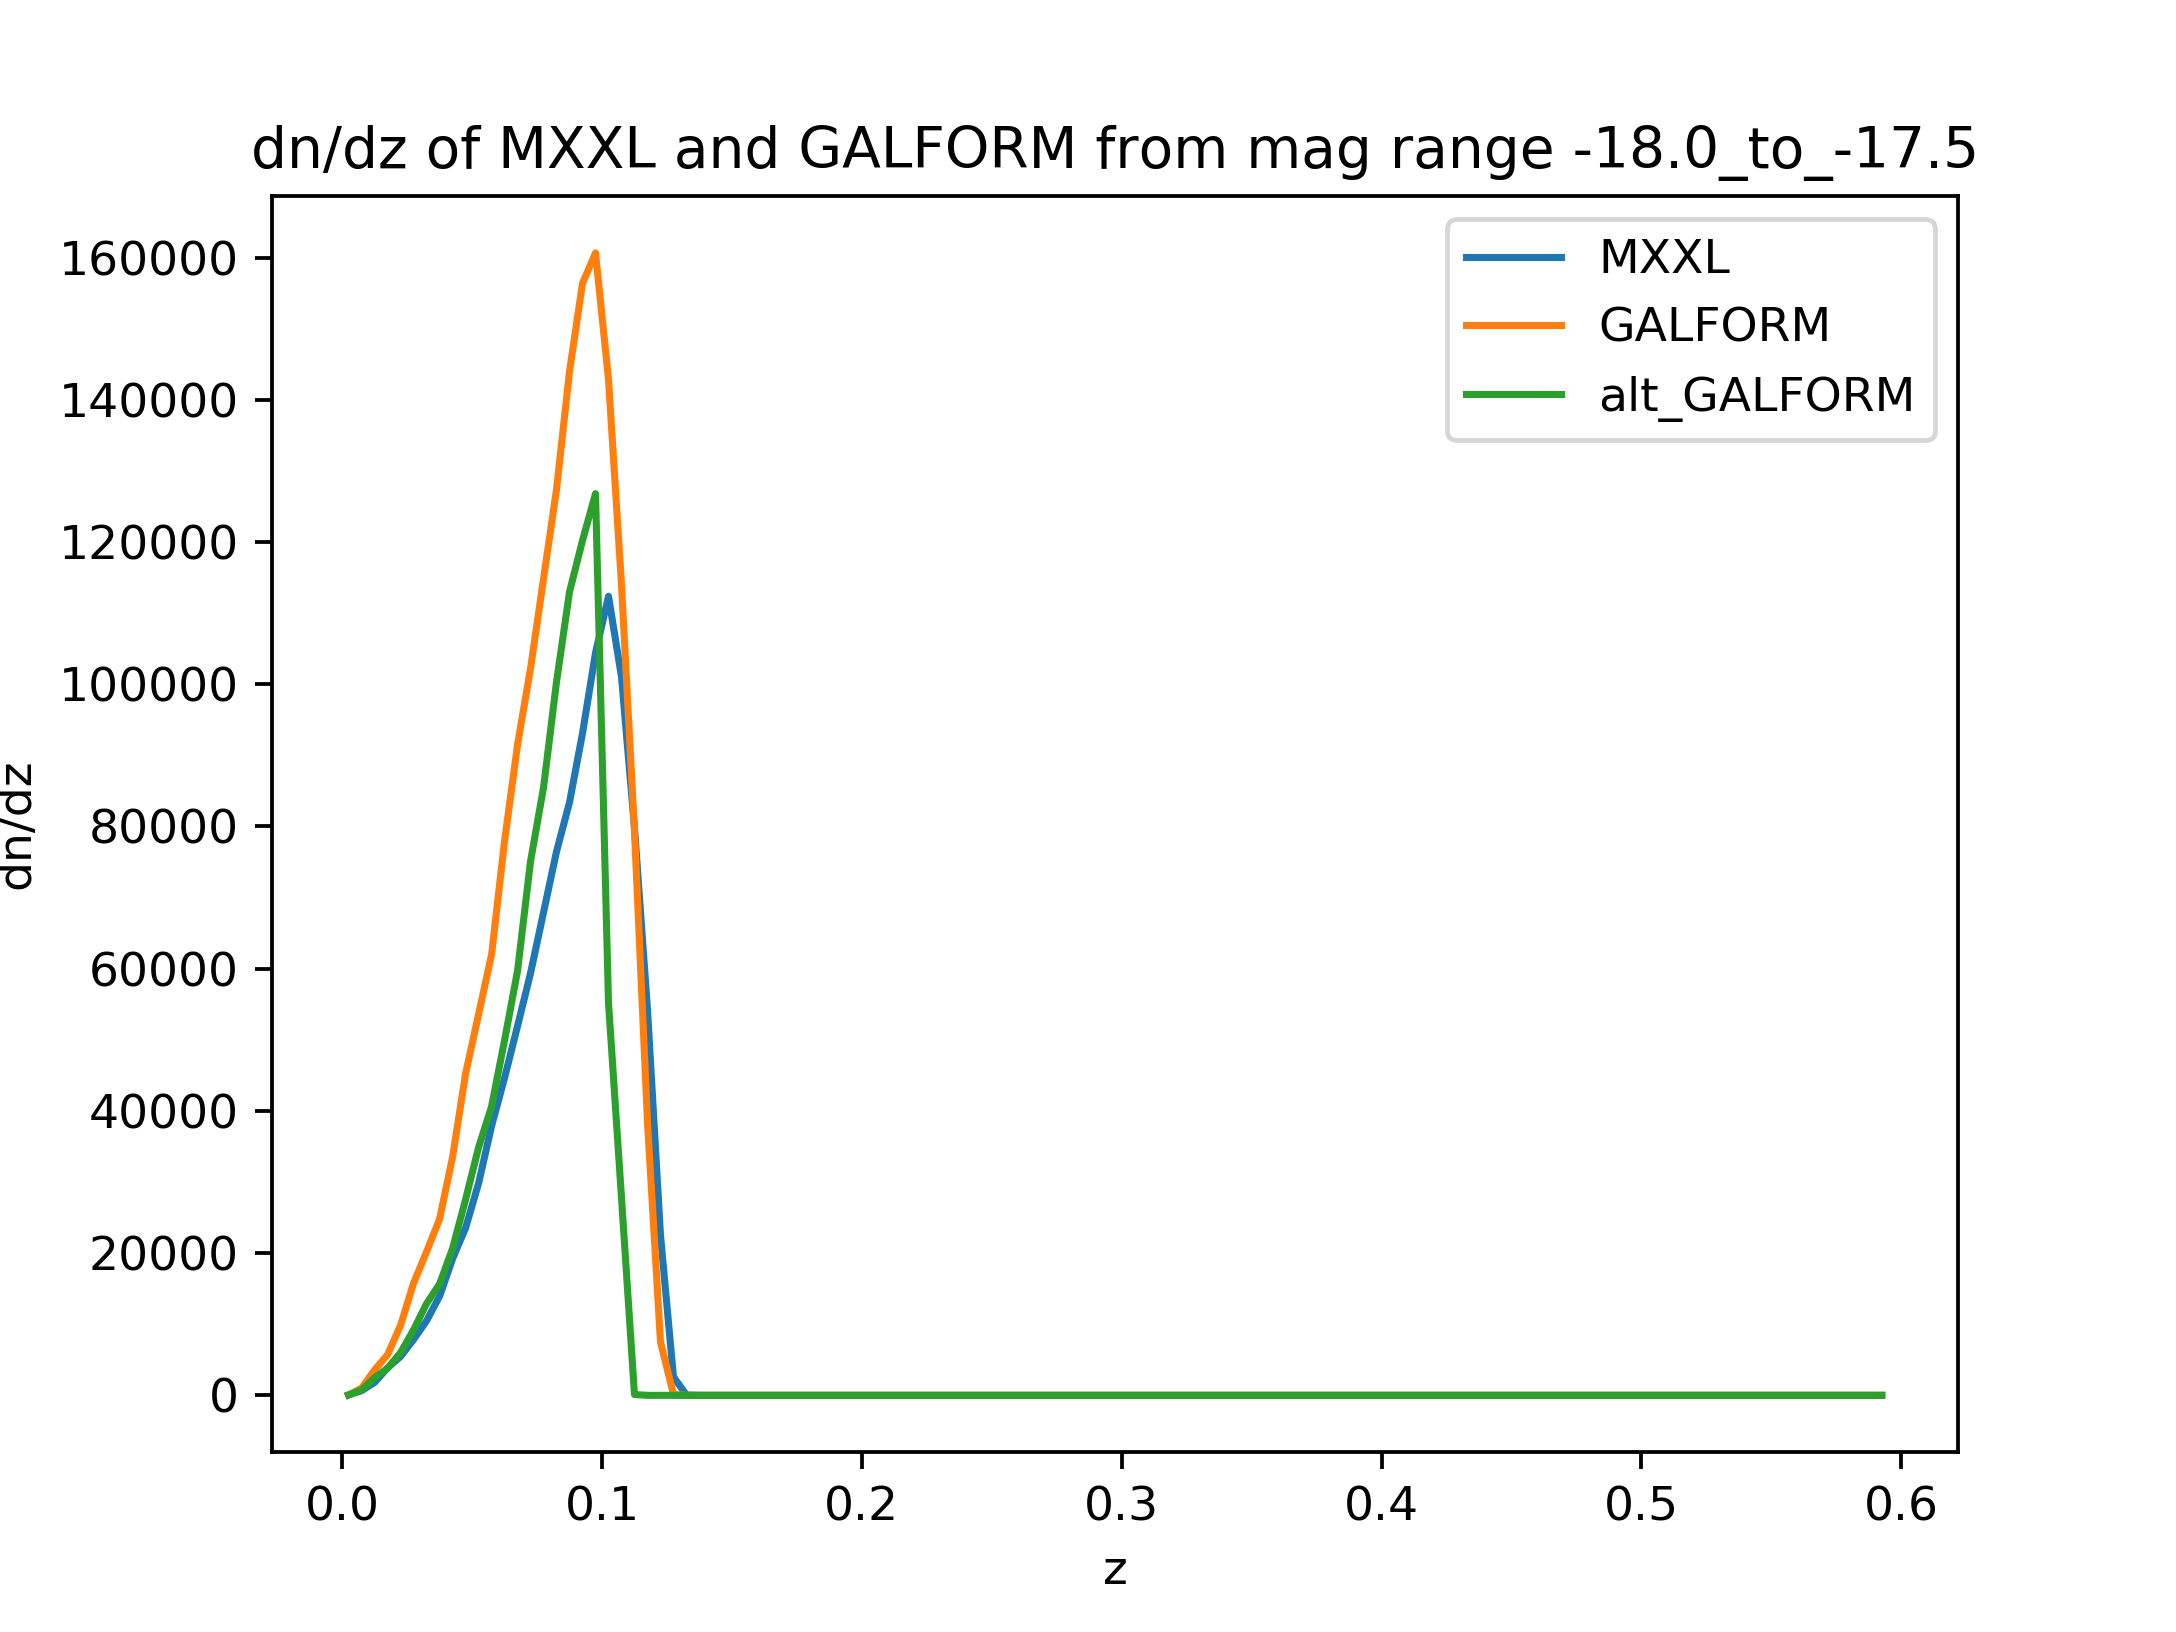 dn/dz of MXXL and GALFORM from mag range -18.0_to_-17.5
MXXL
GALFORM
alt_GALFORM
160000
140000
120000
100000
80000
60000
40000
20000
0
dn/dz
0.0 0.1 0.2 0.3 0.4 0.5 0.6
z